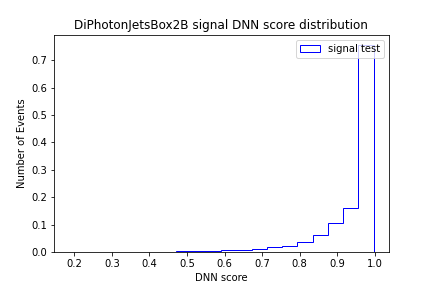 DiPhotonJetsBox2B signal DNN score distribution
signal test
Number of Events
0.7
0.6
0.5
0.4
0.3
0.2
0.1
0.0
0.2 0.3 0.4 0.5 0.6 0.7 0.8 0.9 1.0
DNN score